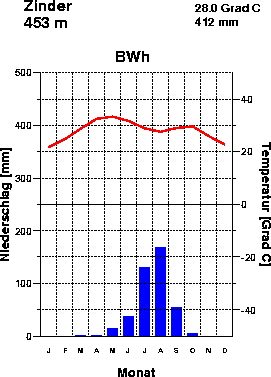 Zinder
453 m
28.0 Grad C
412 mm
BWh
500
400
300
200
100
0
40
20
0
-20
-40
Niederschlag [mm]
Temperatur [Grad C]
J F M A M J J A S O N D
Monat